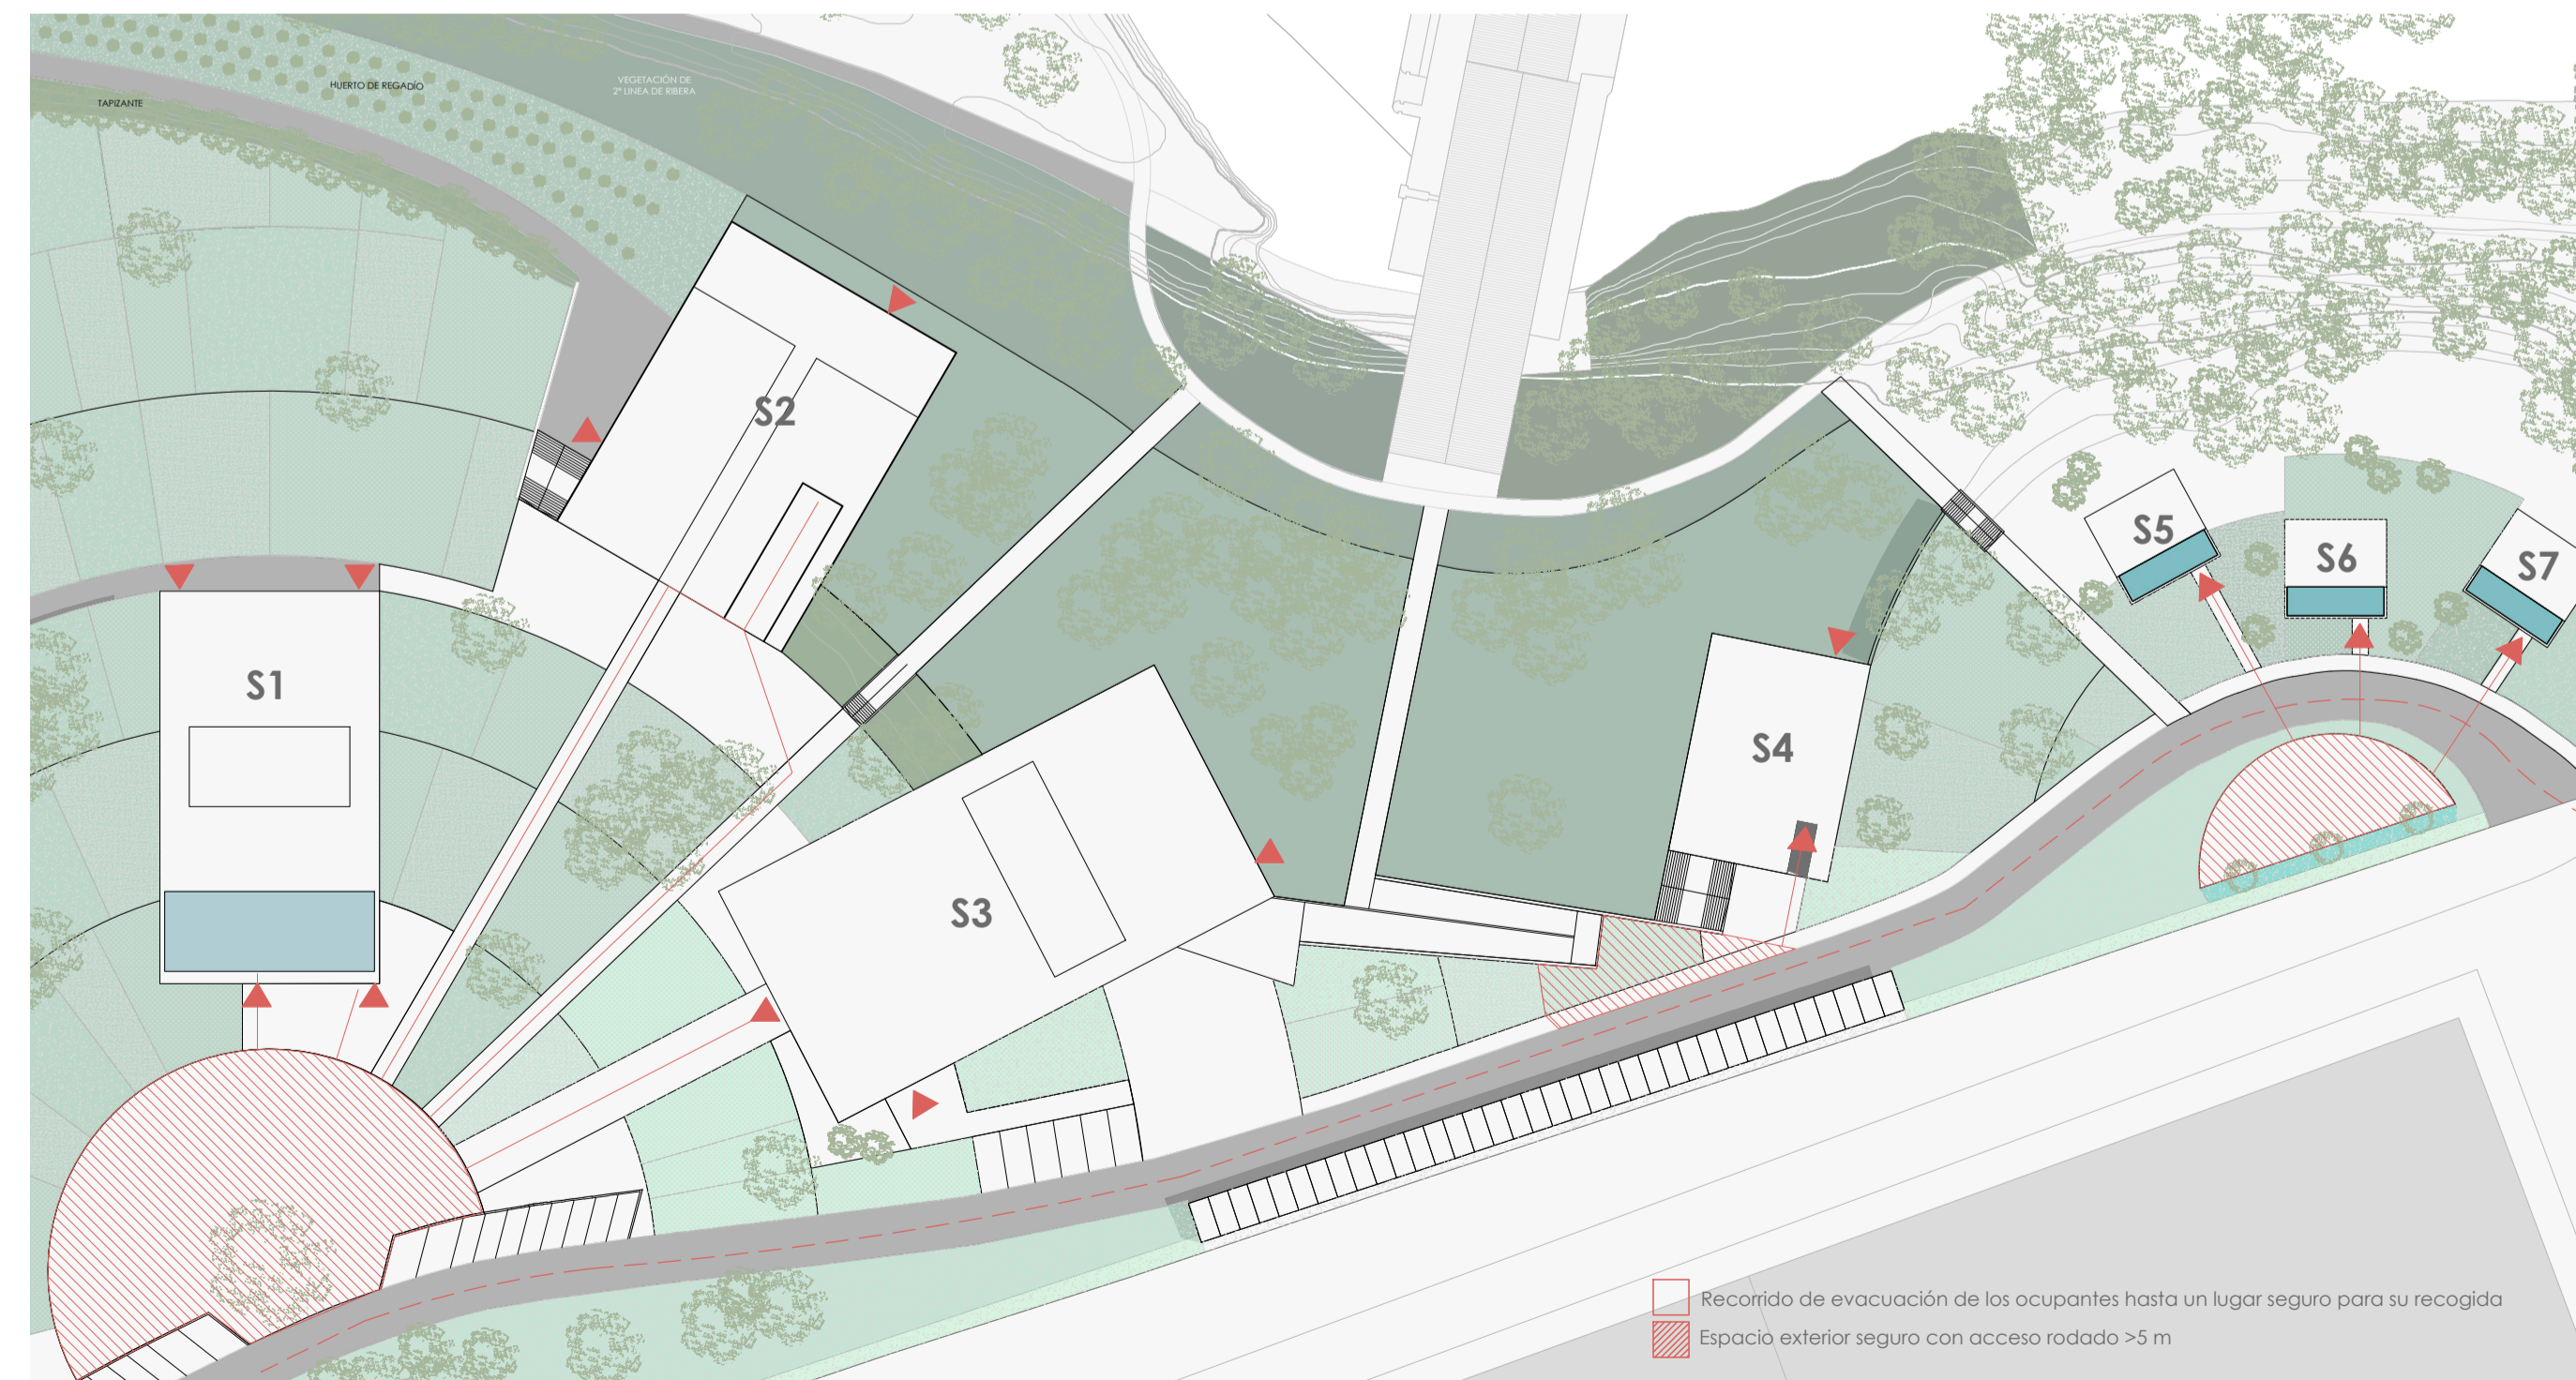 HUERTO DE REGADÍO
VEGETACIÓN DE
2ª LINEA DE RIBERA
TAPIZANTE
S2
S5
S6
S7
S1
S4
S3
Recorrido de evacuación de los ocupantes hasta un lugar seguro para su recogida
Espacio exterior seguro con acceso rodado >5 m